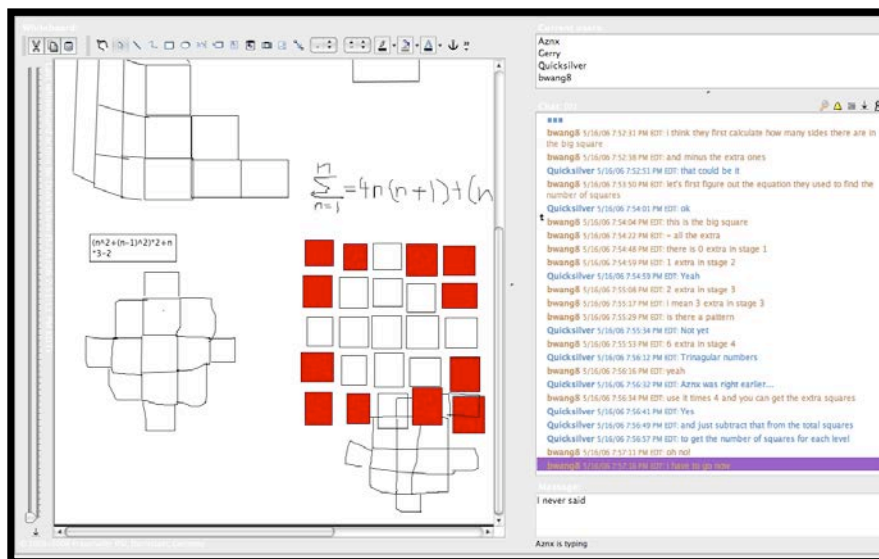 Whiteboard
Current users
Aznx
Gerry
Quicksilver
bwang8
bwang8 5/16/06 7:52:31 PM EDT: i think they first calculate how many sides there are in
the big square
bwang8 5/16/06 7:52:38 PM EDT: and minus the extra ones
Quicksilver 5/16/06 7:52:51 PM EDT: that could be it
bwang8 5/16/06 7:53:50 PM EDT: let's first figure out the equation they used to find the
number of squares
Quicksilver 5/16/06 7:54:01 PM EDT: ok
bwang8 5/16/06 7:54:04 PM EDT: this is the big square
bwang8 5/16/06 7:54:22 PM EDT: - all the extra
bwang8 5/16/06 7:54:48 PM EDT: there is 0 extra in stage 1
bwang8 5/16/06 7:54:59 PM EDT: 1 extra in stage 2
Quicksilver 5/16/06 7:54:59 PM EDT: Yeah
bwang8 5/16/06 7:55:08 PM EDT: 2 extra in stage 3
bwang8 5/16/06 7:55:17 PM EDT: i mean 3 extra in stage 3
bwang8 5/16/06 7:55:29 PM EDT: is there a pattern
Quicksilver 5/16/06 7:55:34 PM EDT: Not yet
bwang8 5/16/06 7:55:53 PM EDT: 6 extra in stage 4
Quicksilver 5/16/06 7:56:12 PM EDT: Trinagular numbers
bwang8 5/16/06 7:56:16 PM EDT: yeah
Quicksilver 5/16/06 7:56:32 PM EDT: Aznx was right earlier...
bwang8 5/16/06 7:56:34 PM EDT: use it times 4 and you can get the extra squares
Quicksilver 5/16/06 7:56:41 PM EDT: Yes
Quicksilver 5/16/06 7:56:49 PM EDT: and just subtract that from the total squares
Quicksilver 5/16/06 7:56:57 PM EDT: to get the number of squares for each level
bwang8 5/16/06 7:57:11 PM EDT: oh no!
bwang8 5/16/06 7:57:16 PM EDT: i have to go now
Message:
I never said
Aznx is typing
n
∑ =4n(n+1)+(n
n=1
(n^2+(n-1)^2)*2+n
*3-2